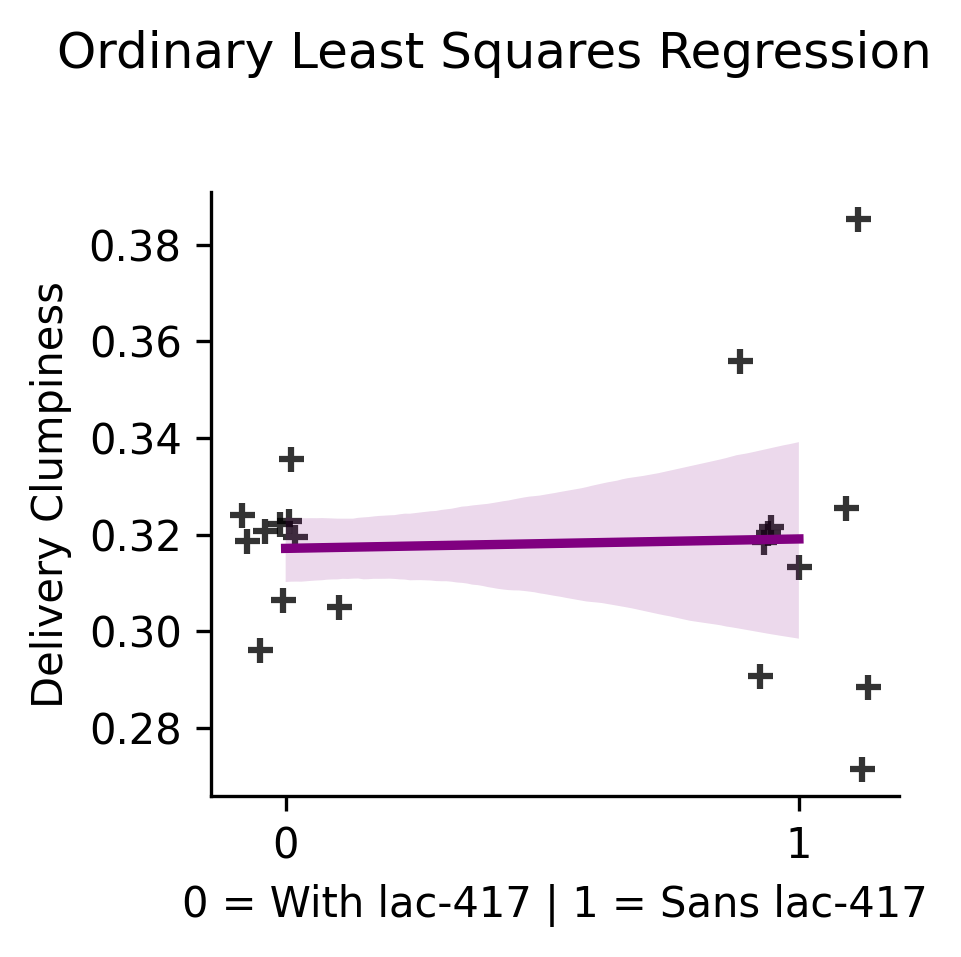 Ordinary Least Squares Regression
Delivery Clumpiness
0.38
0.36
0.34
0.32
0.30
0.28
0 1
0 = With lac-417 | 1 = Sans lac-417